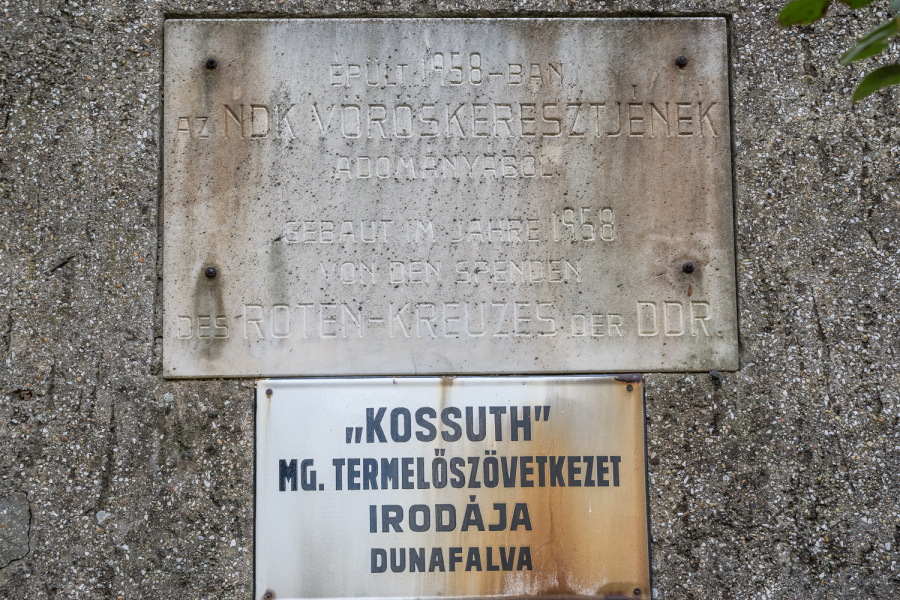 ÉPÜLT 1958-BAN
AZ NDK VÖRÖSKERESZTJÉNEK
ADOMÁNYÁBÓL
GEBAUT IM JAHRE 1958
VON DEN SPENDEN
DES ROTEN-KREUZES DER DDR.
„KOSSUTH”
MG. TERMELŐSZÖVETKEZET
IRODÁJA
DUNAFALVA